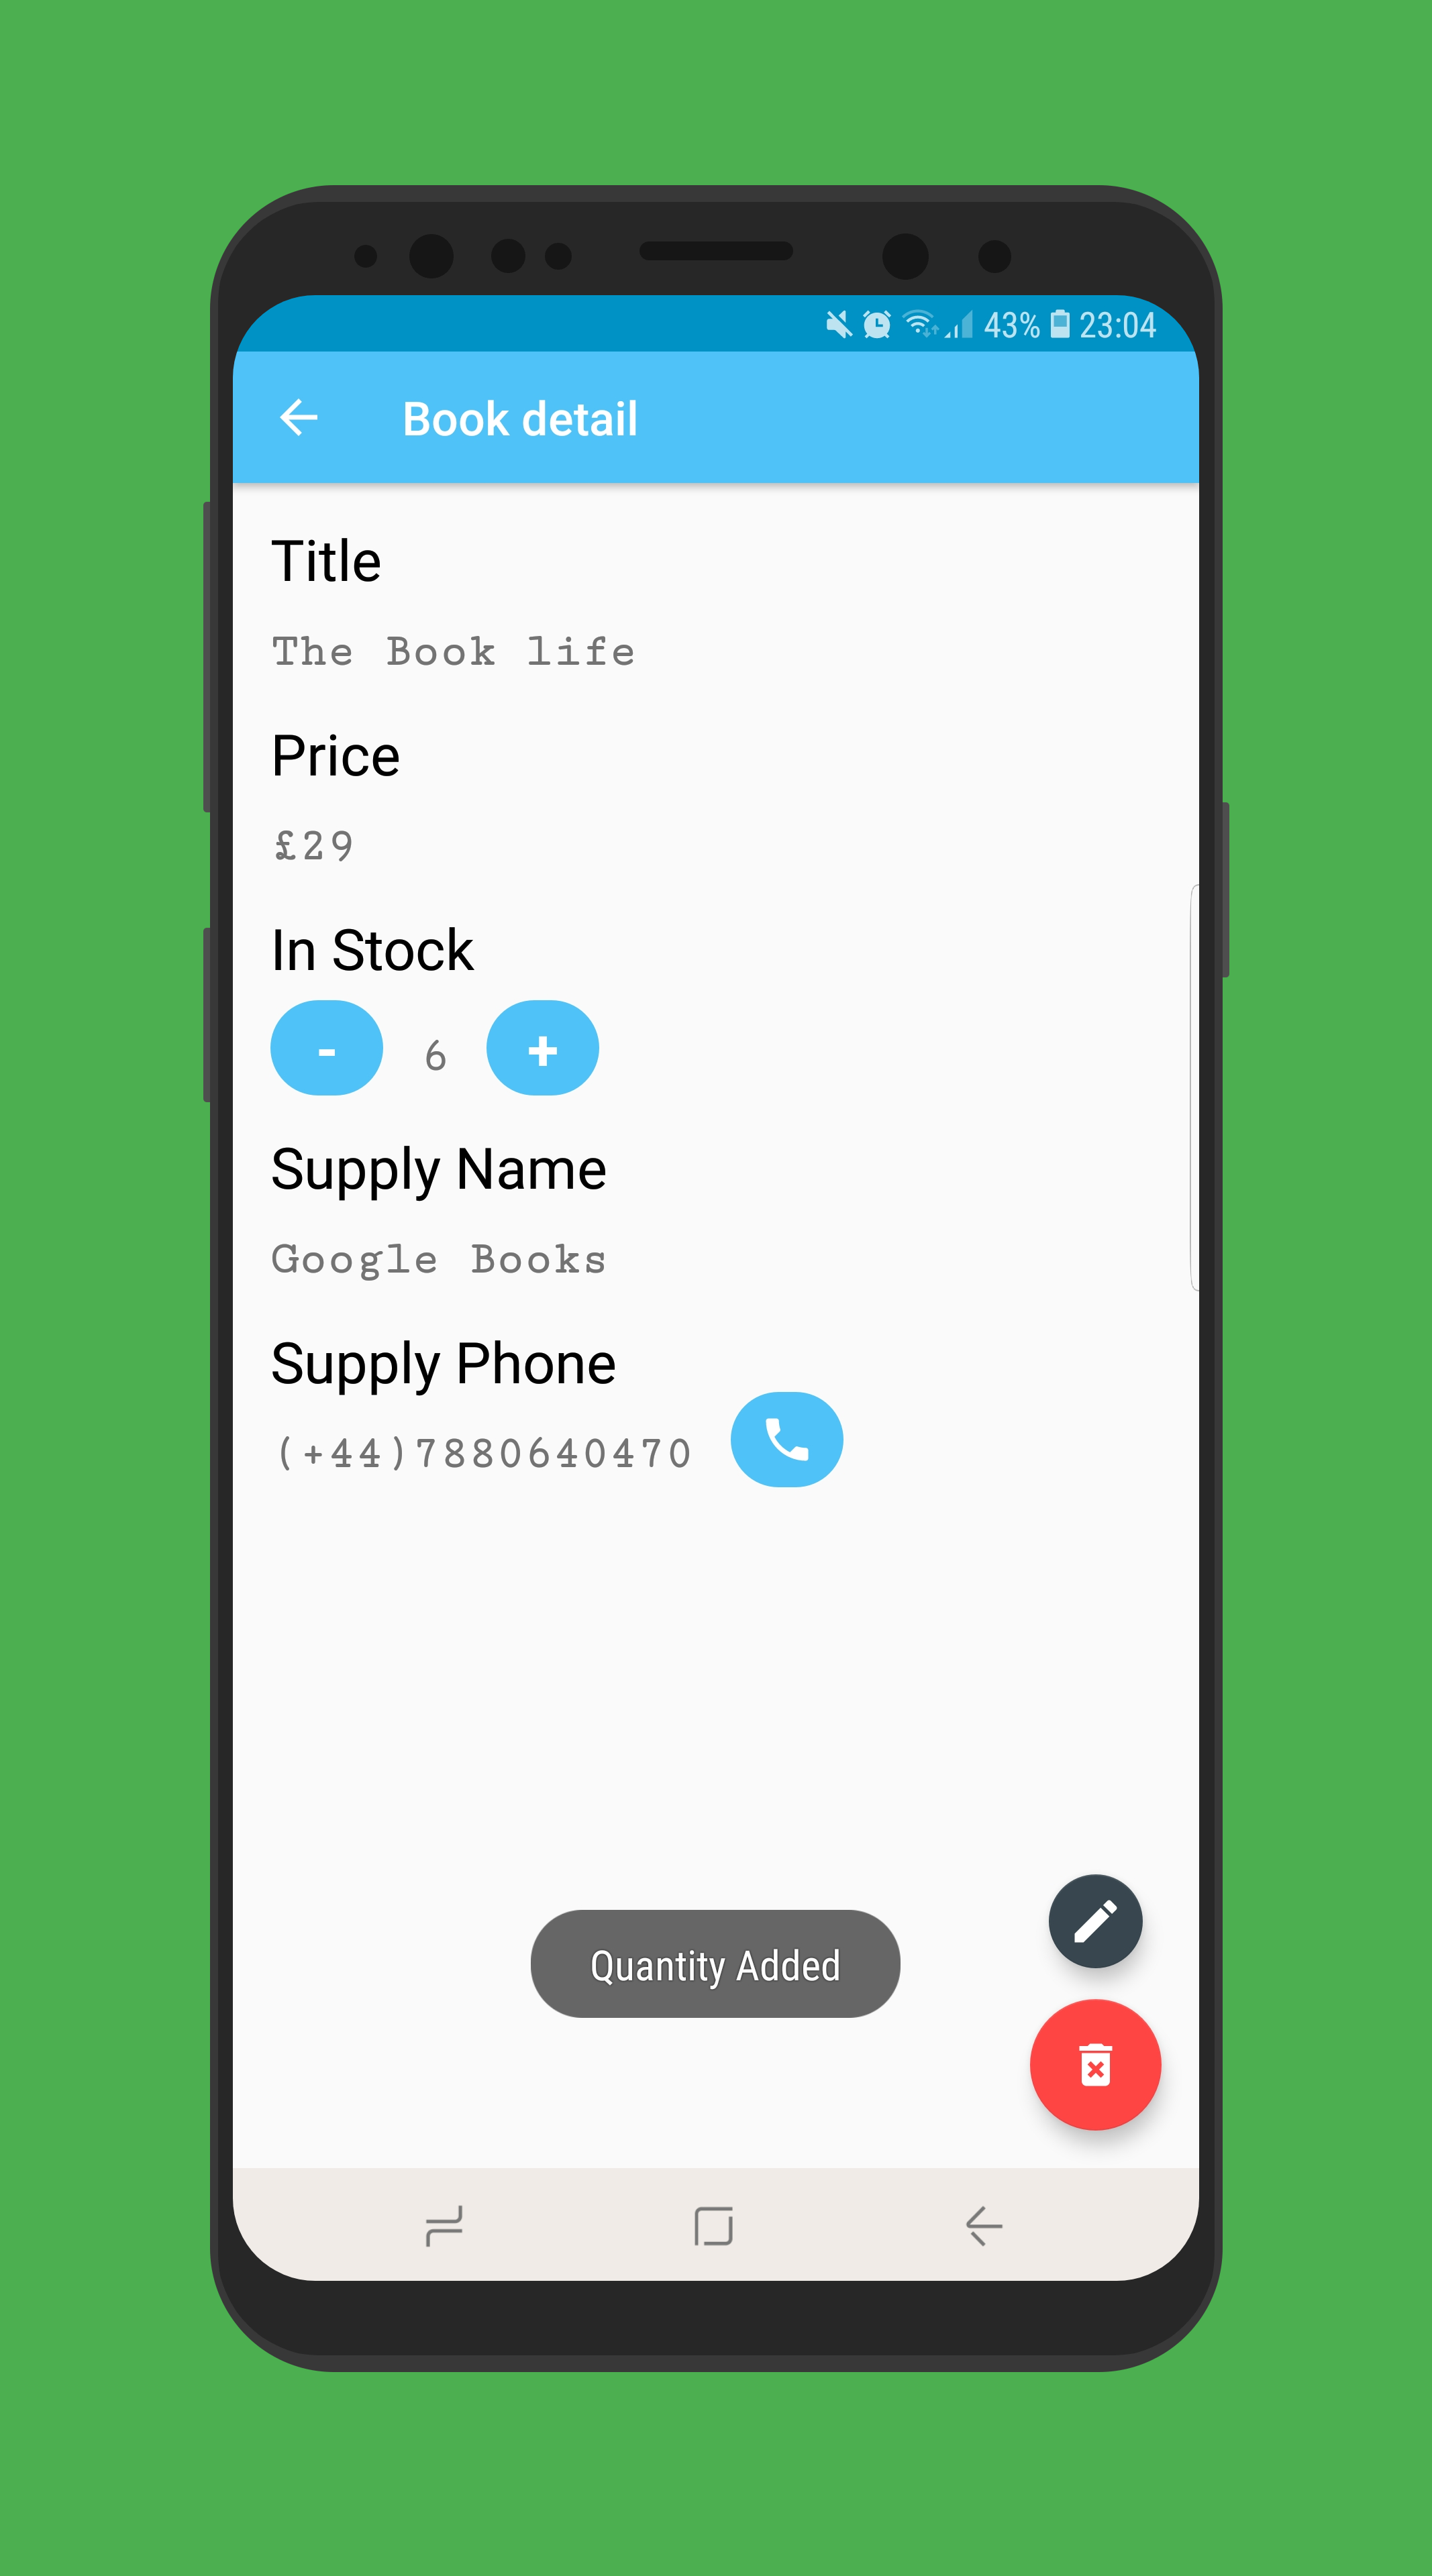 43% 23:04
Book detail
Title
The Book life
Price
£29
In Stock
- 6 +
Supply Name
Google Books
Supply Phone
(+44)7880640470
Quantity Added